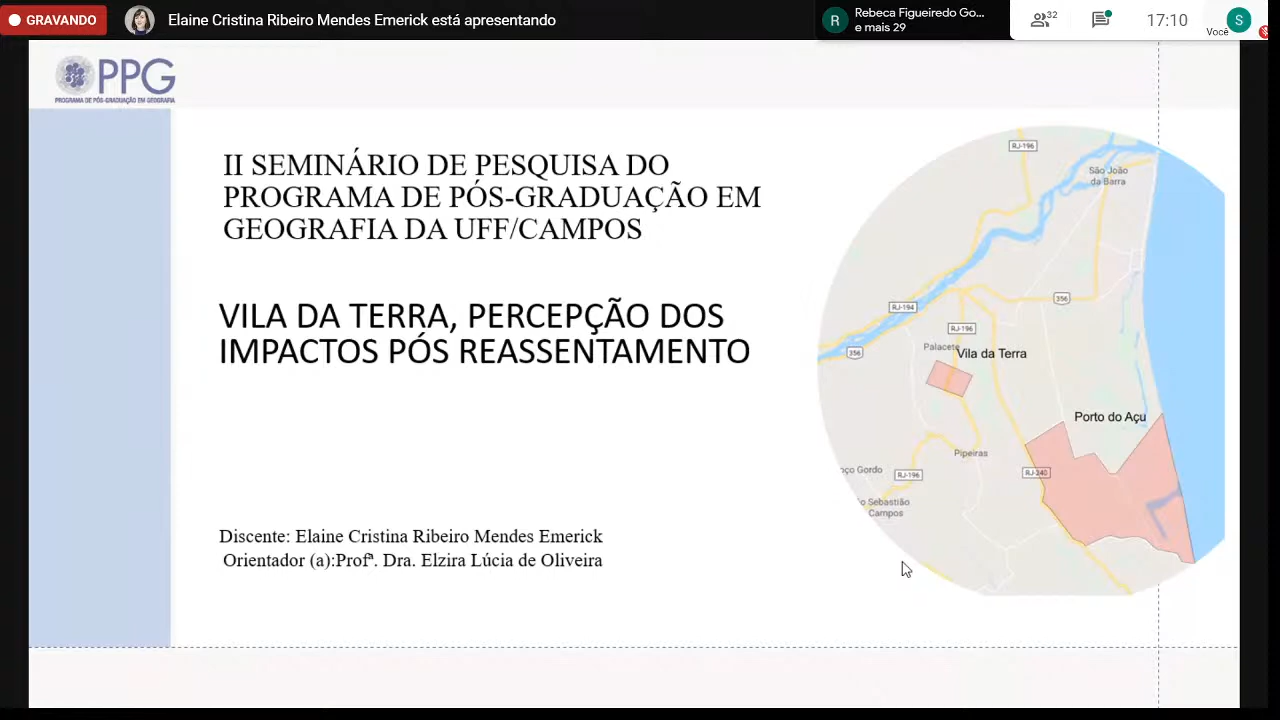 GRAVANDO
Elaine Cristina Ribeiro Mendes Emerick está apresentando
R
Rebeca Figueiredo Go...
e mais 29
32
17:10
Você
S
PPG
PROGRAMA DE PÓS-GRADUAÇÃO EM GEOGRAFIA
II SEMINÁRIO DE PESQUISA DO
PROGRAMA DE PÓS-GRADUAÇÃO EM
GEOGRAFIA DA UFF/CAMPOS
VILA DA TERRA, PERCEPÇÃO DOS
IMPACTOS PÓS REASSENTAMENTO
Discente: Elaine Cristina Ribeiro Mendes Emerick
Orientador (a):Profª. Dra. Elzira Lúcia de Oliveira
RJ-196
São João
da Barra
356
RJ-194
RJ-196
356
Palacete
Vila da Terra
Porto do Açu
Pipeiras
oço Gordo
RJ-196
RJ-240
o Sebastião
Campos